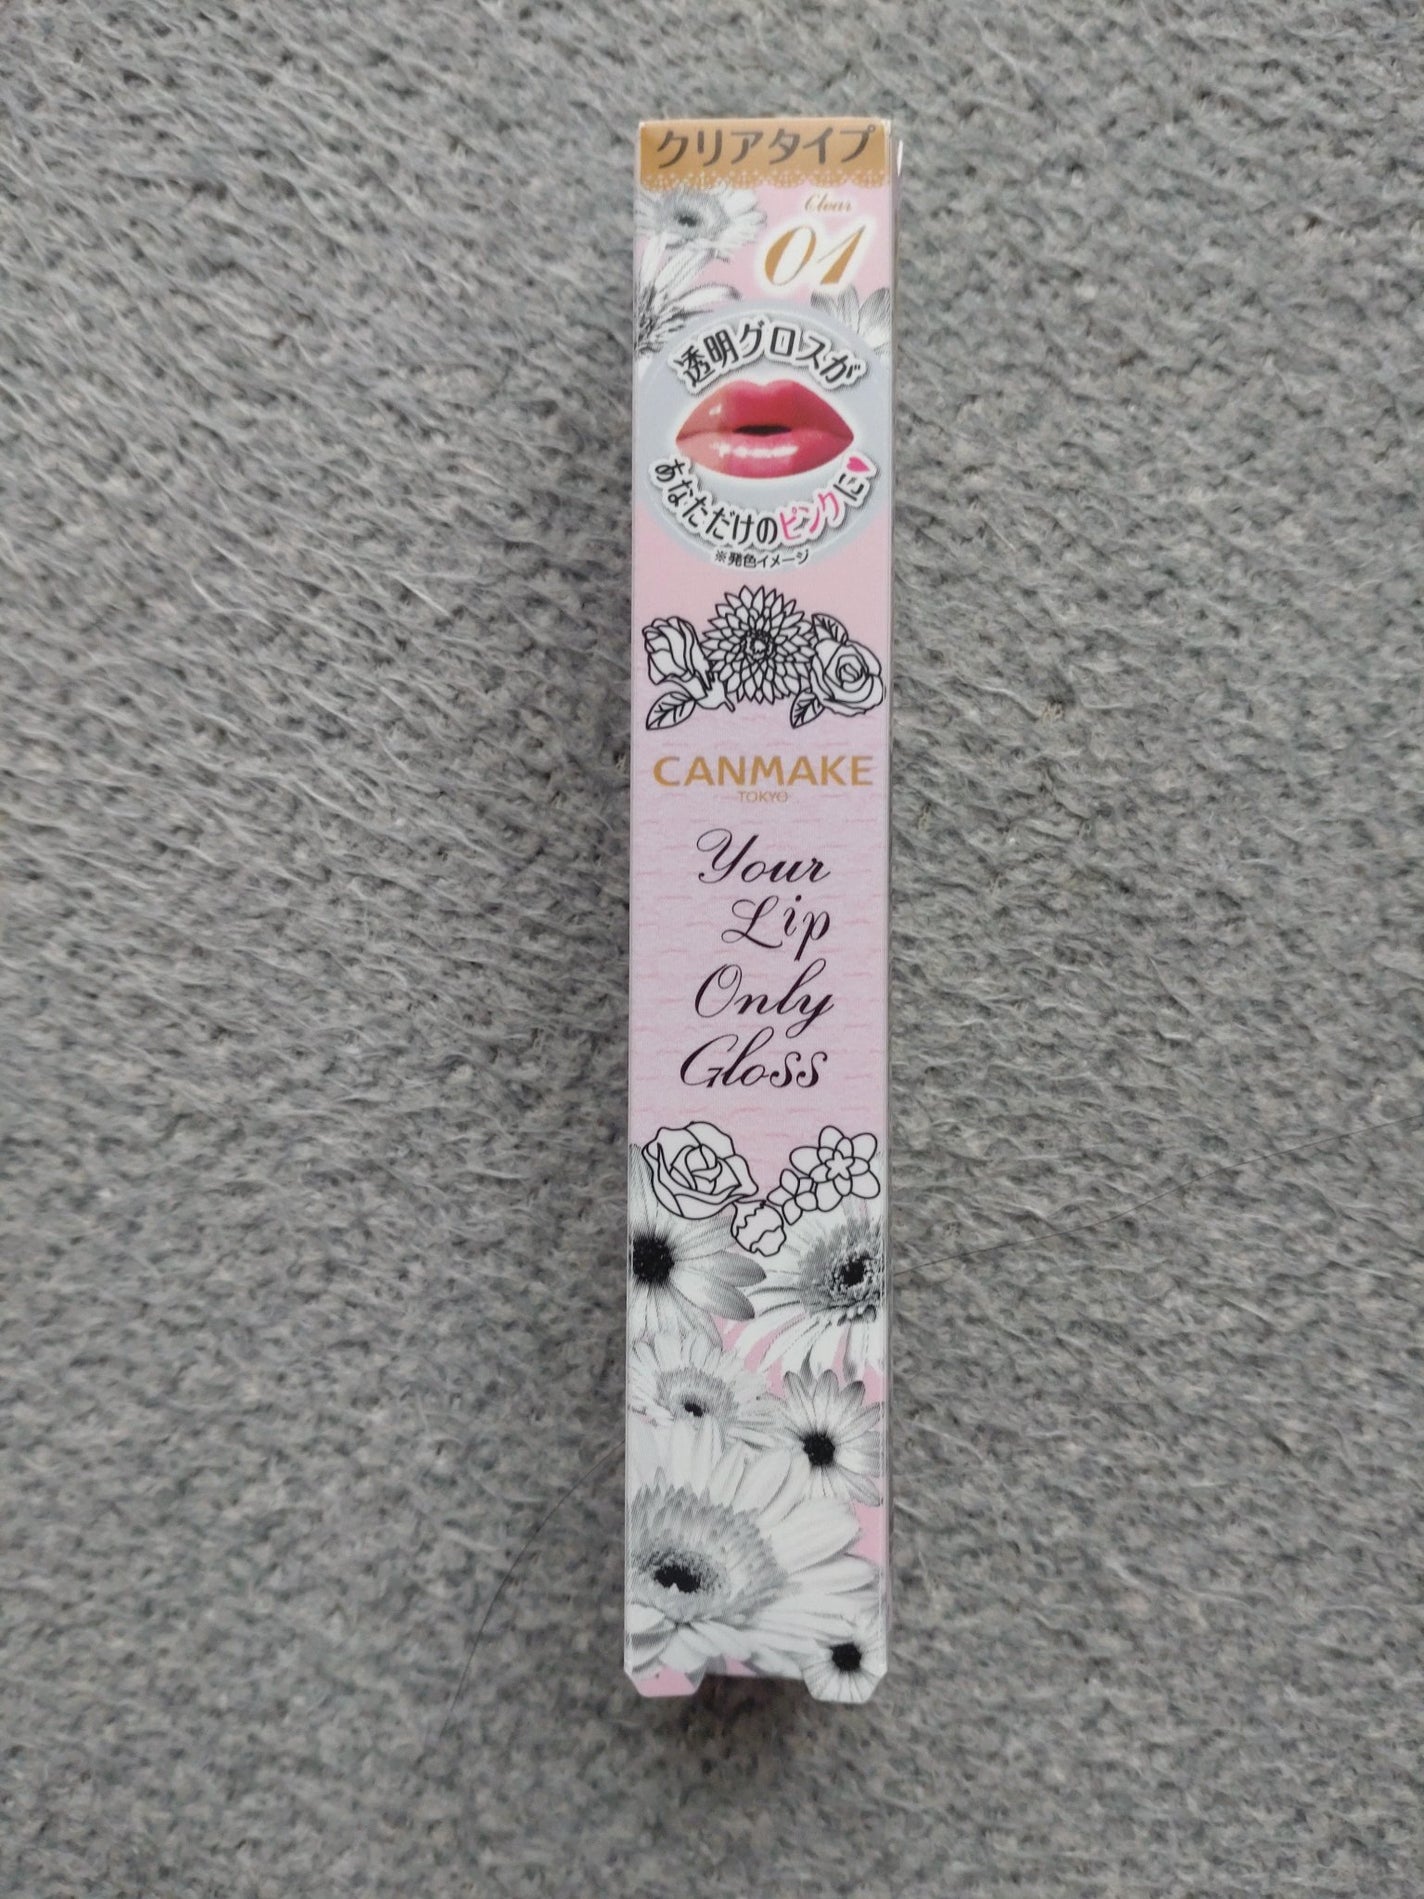 クリアタイプ
Clear
01
透明グロスが
あなただけのピンクに♥
※発色イメージ
CANMAKE
TOKYO
Your
Lip
Only
Gloss